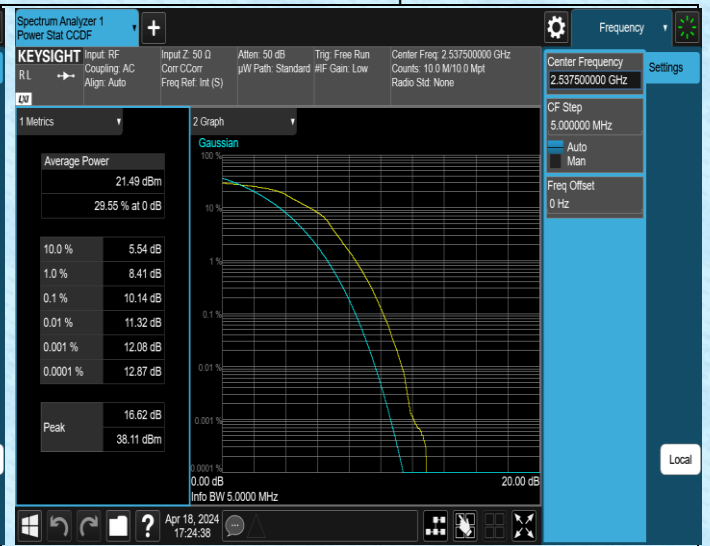 Spectrum Analyzer 1
Power Stat CCDF
+
Frequency
KEYSIGHT
RL
LXI
Input: RF
Coupling: AC
Align: Auto
Input Z: 50 Ω
Corr CCorr
Freq Ref: Int (S)
Atten: 50 dB
µW Path: Standard
Trig: Free Run
#IF Gain: Low
Center Freq: 2.537500000 GHz
Counts: 10.0 M/10.0 Mpt
Radio Std: None
Center Frequency
2.537500000 GHz
Settings
CF Step
5.000000 MHz
Auto
Man
Freq Offset
0 Hz
1 Metrics
Average Power
21.49 dBm
29.55 % at 0 dB
10.0 % 5.54 dB
1.0 % 8.41 dB
0.1 % 10.14 dB
0.01 % 11.32 dB
0.001 % 12.08 dB
0.0001 % 12.87 dB
Peak
16.62 dB
38.11 dBm
2 Graph
Gaussian
100 %
10 %
1 %
0.1 %
0.01 %
0.001 %
0.0001 %
0.00 dB 20.00 dB
Info BW 5.0000 MHz
Local
?
Apr 18, 2024
17:24:38